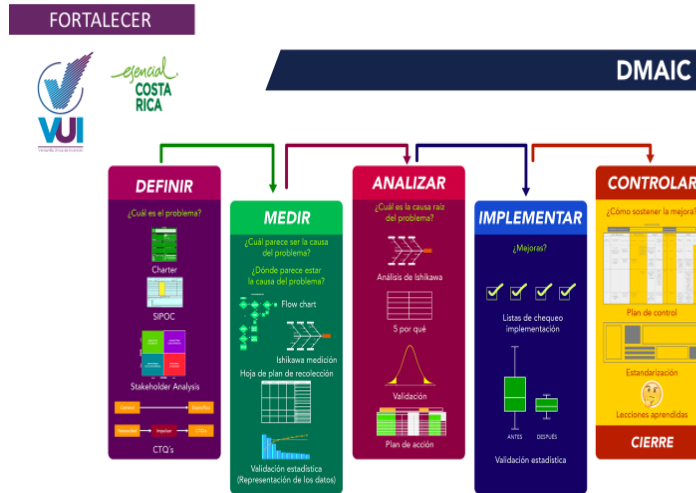 FORTALECER
VUI
esencial
COSTA
RICA
DMAIC
DEFINIR
¿Cuál es el problema?
Charter
SIPOC
Stakeholder Analysis
CTQ's
MEDIR
¿Cuál parece ser la causa
del problema?
¿Dónde parece estar
la causa del problema?
Flow chart
Ishikawa medición
Hoja de plan de recolección
Validación estadística
(Representación de los datos)
ANALIZAR
¿Cuál es la causa raíz
del problema?
Análisis de Ishikawa
5 por qué
Validación
Plan de acción
IMPLEMENTAR
¿Mejoras?
Listas de chequeo
implementación
ANTES
DESPUÉS
Validación estadística
CONTROLAR
¿Cómo sostener la mejora?
Plan de control
Estandarización
Lecciones aprendidas
CIERRE